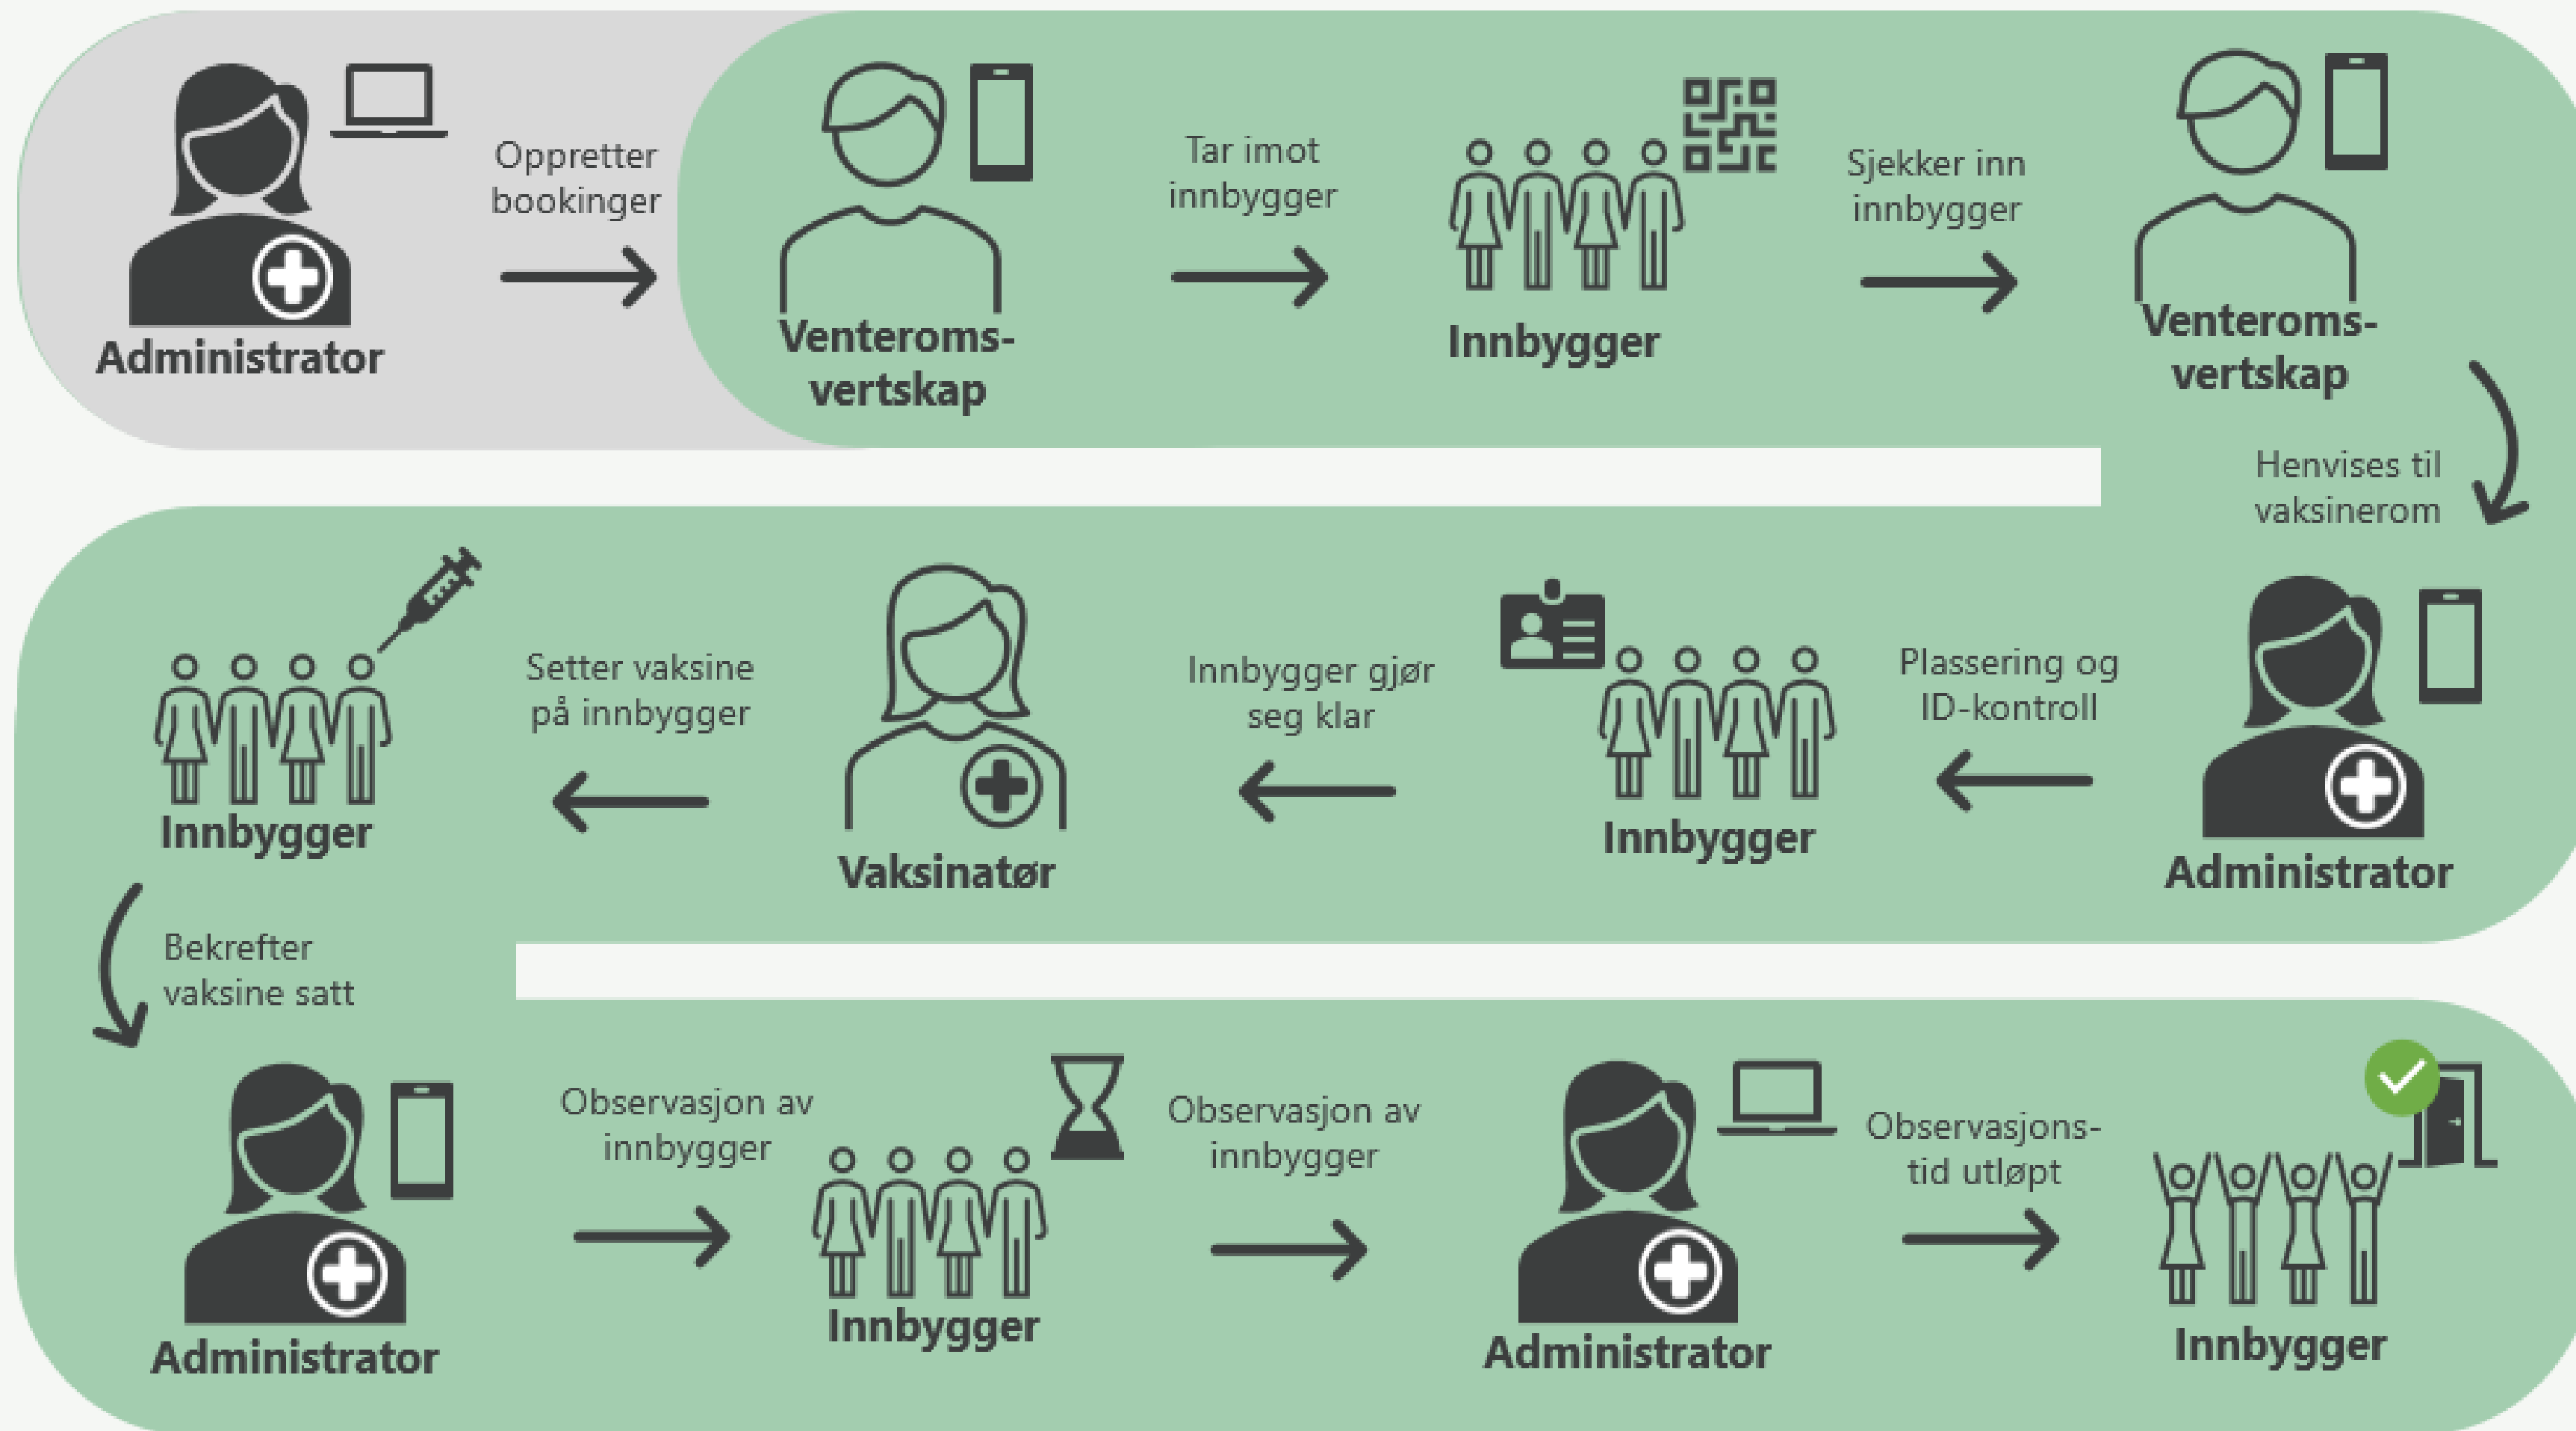 Oppretter
bookinger
Administrator
Venteroms-
vertskap
Tar imot
innbygger
Innbygger
Sjekker inn
innbygger
Venteroms-
vertskap
Henvises til
vaksinerom
Administrator
Plassering og
ID-kontroll
Innbygger
Innbygger gjør
seg klar
Vaksinatør
Setter vaksine
på innbygger
Innbygger
Bekrefter
vaksine satt
Administrator
Observasjon av
innbygger
Innbygger
Observasjon av
innbygger
Administrator
Observasjons-
tid utløpt
Innbygger